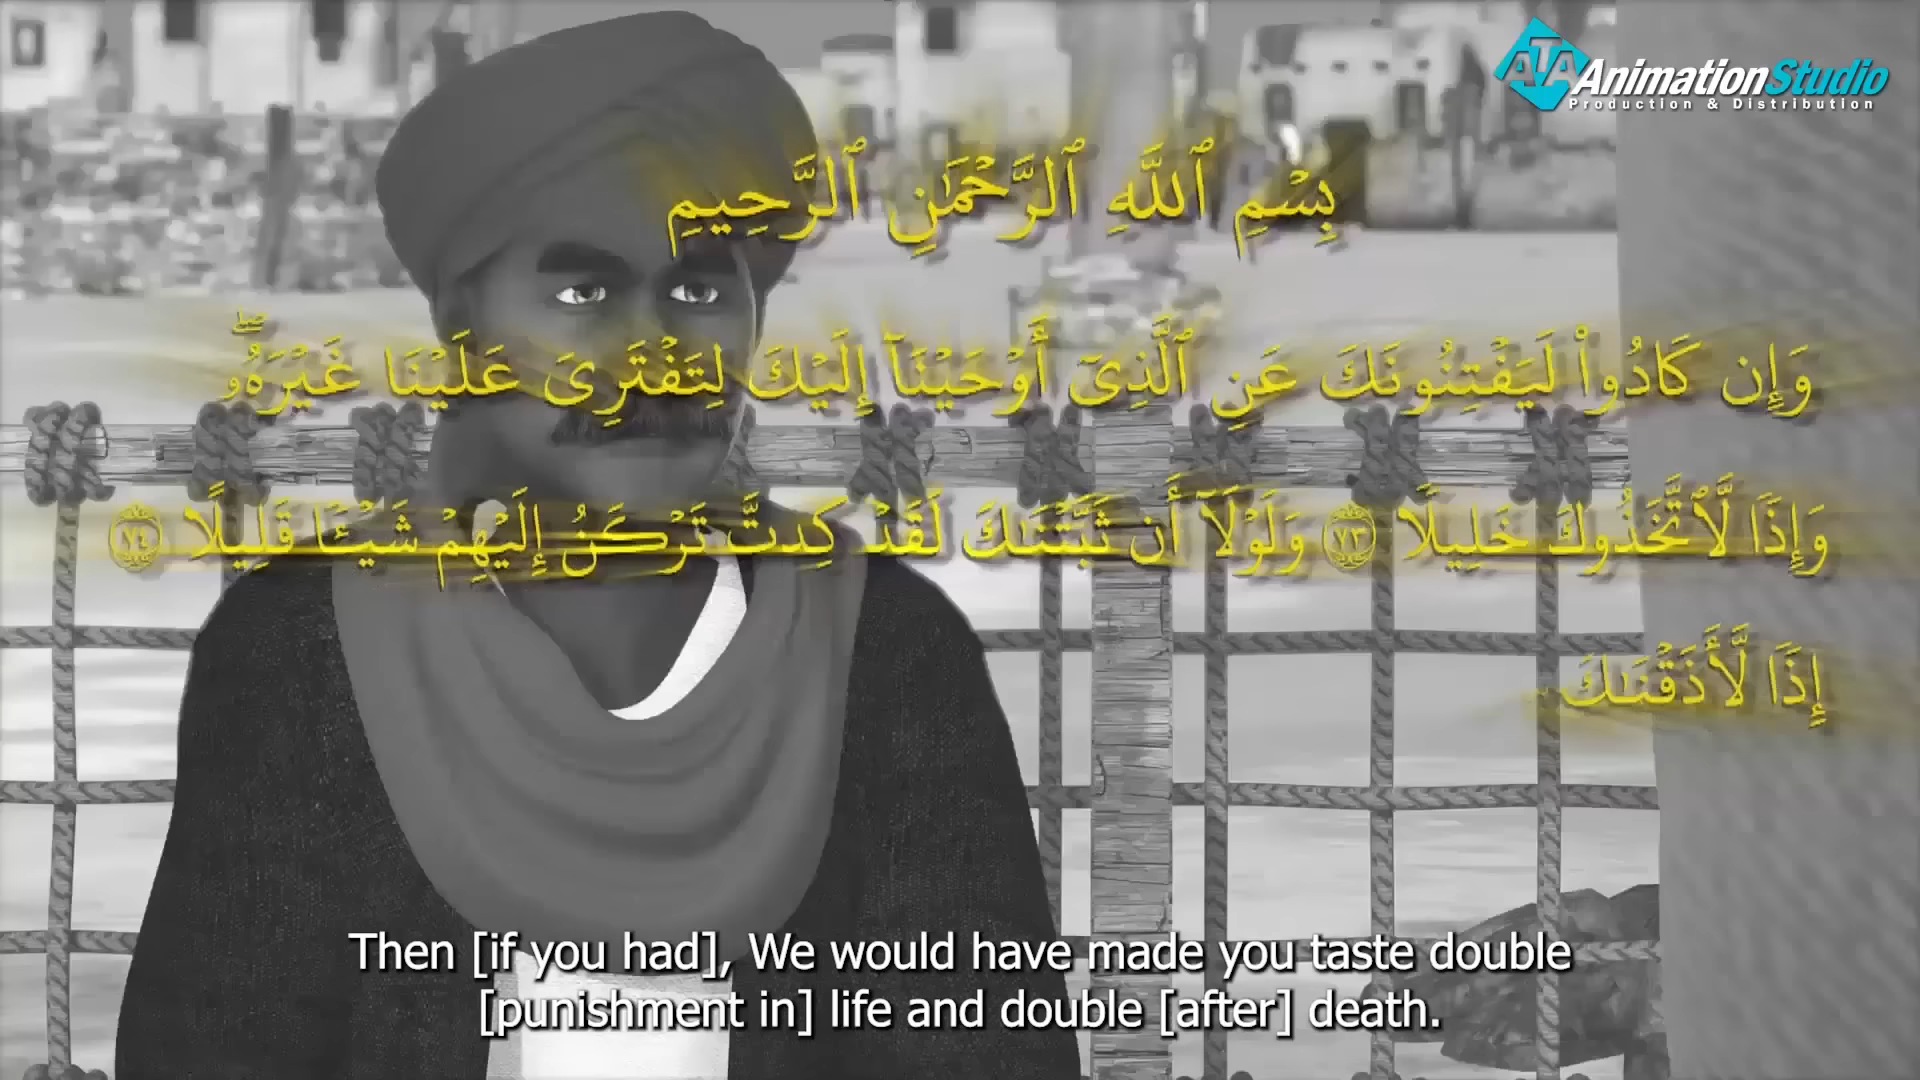 ATA AnimationStudio
Production & Distribution
بِسْمِ ٱللَّهِ ٱلرَّحْمَٰنِ ٱلرَّحِيمِ
وَإِن كَادُوا۟ لَيَفْتِنُونَكَ عَنِ ٱلَّذِىٓ أَوْحَيْنَآ إِلَيْكَ لِتَفْتَرِىَ عَلَيْنَا غَيْرَهُۥ ۖ
وَإِذًا لَّٱتَّخَذُوكَ خَلِيلًا ٧٣ وَلَوْلَآ أَن ثَبَّتْنَٰكَ لَقَدْ كِدتَّ تَرْكَنُ إِلَيْهِمْ شَيْـًٔا قَلِيلًا ٧٤
إِذًا لَّأَذَقْنَٰكَ
Then [if you had], We would have made you taste double
[punishment in] life and double [after] death.